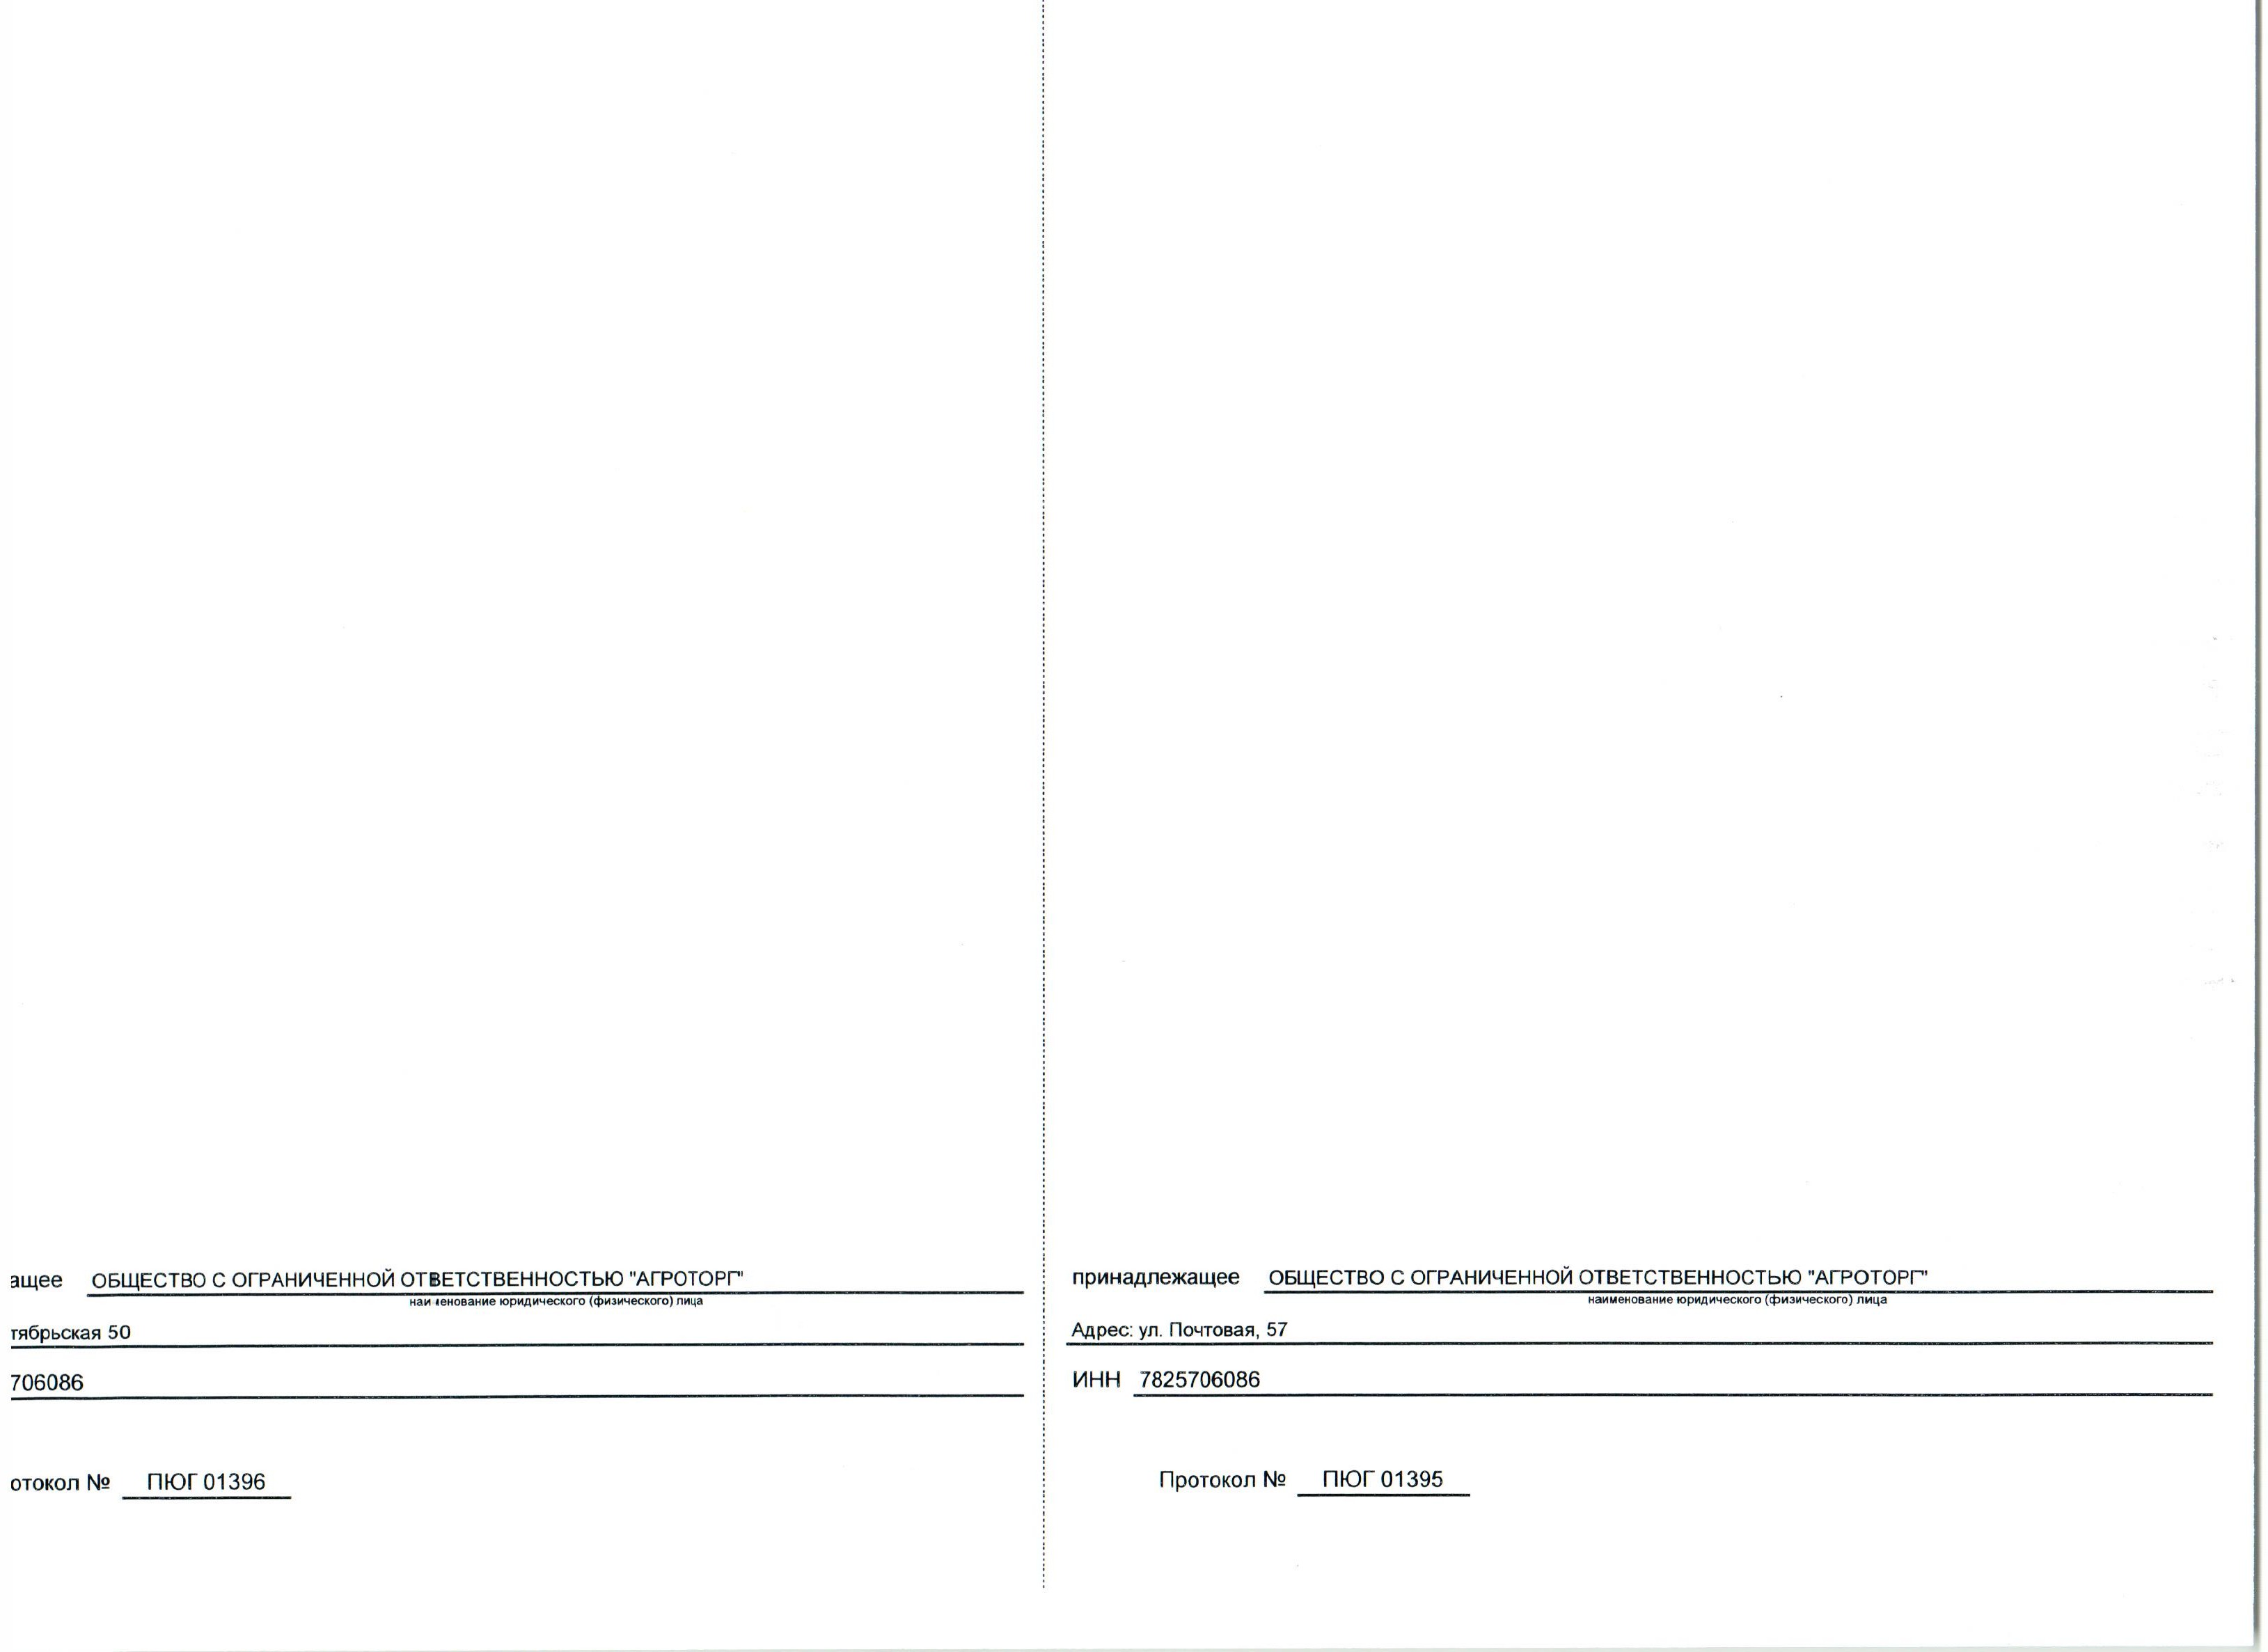 ащее ОБЩЕСТВО С ОГРАНИЧЕННОЙ ОТВЕТСТВЕННОСТЬЮ "АГРОТОРГ"
наименование юридического (физического) лица
тябрьская 50
706086
отокол № ПЮГ 01396
принадлежащее ОБЩЕСТВО С ОГРАНИЧЕННОЙ ОТВЕТСТВЕННОСТЬЮ "АГРОТОРГ"
наименование юридического (физического) лица
Адрес: ул. Почтовая, 57
ИНН 7825706086
Протокол № ПЮГ 01395